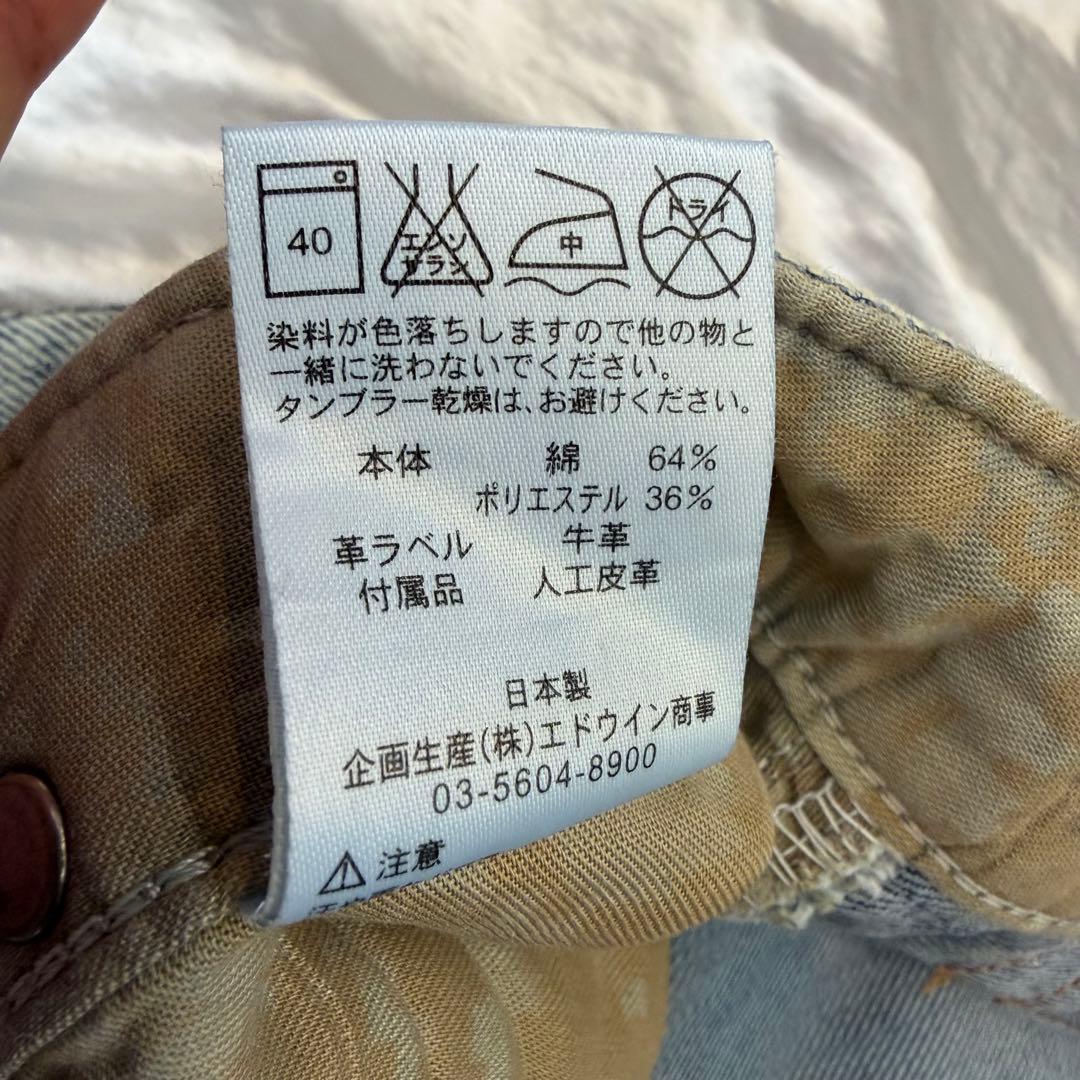 40
エンソ
サラシ
中
ドライ
染料が色落ちしますので他の物と
一緒に洗わないでください。
タンブラー乾燥は、お避けください。
本体 綿 64%
ポリエステル 36%
革ラベル 牛革
付属品 人工皮革
日本製
企画生産(株)エドウイン商事
03-5604-8900
⚠注意